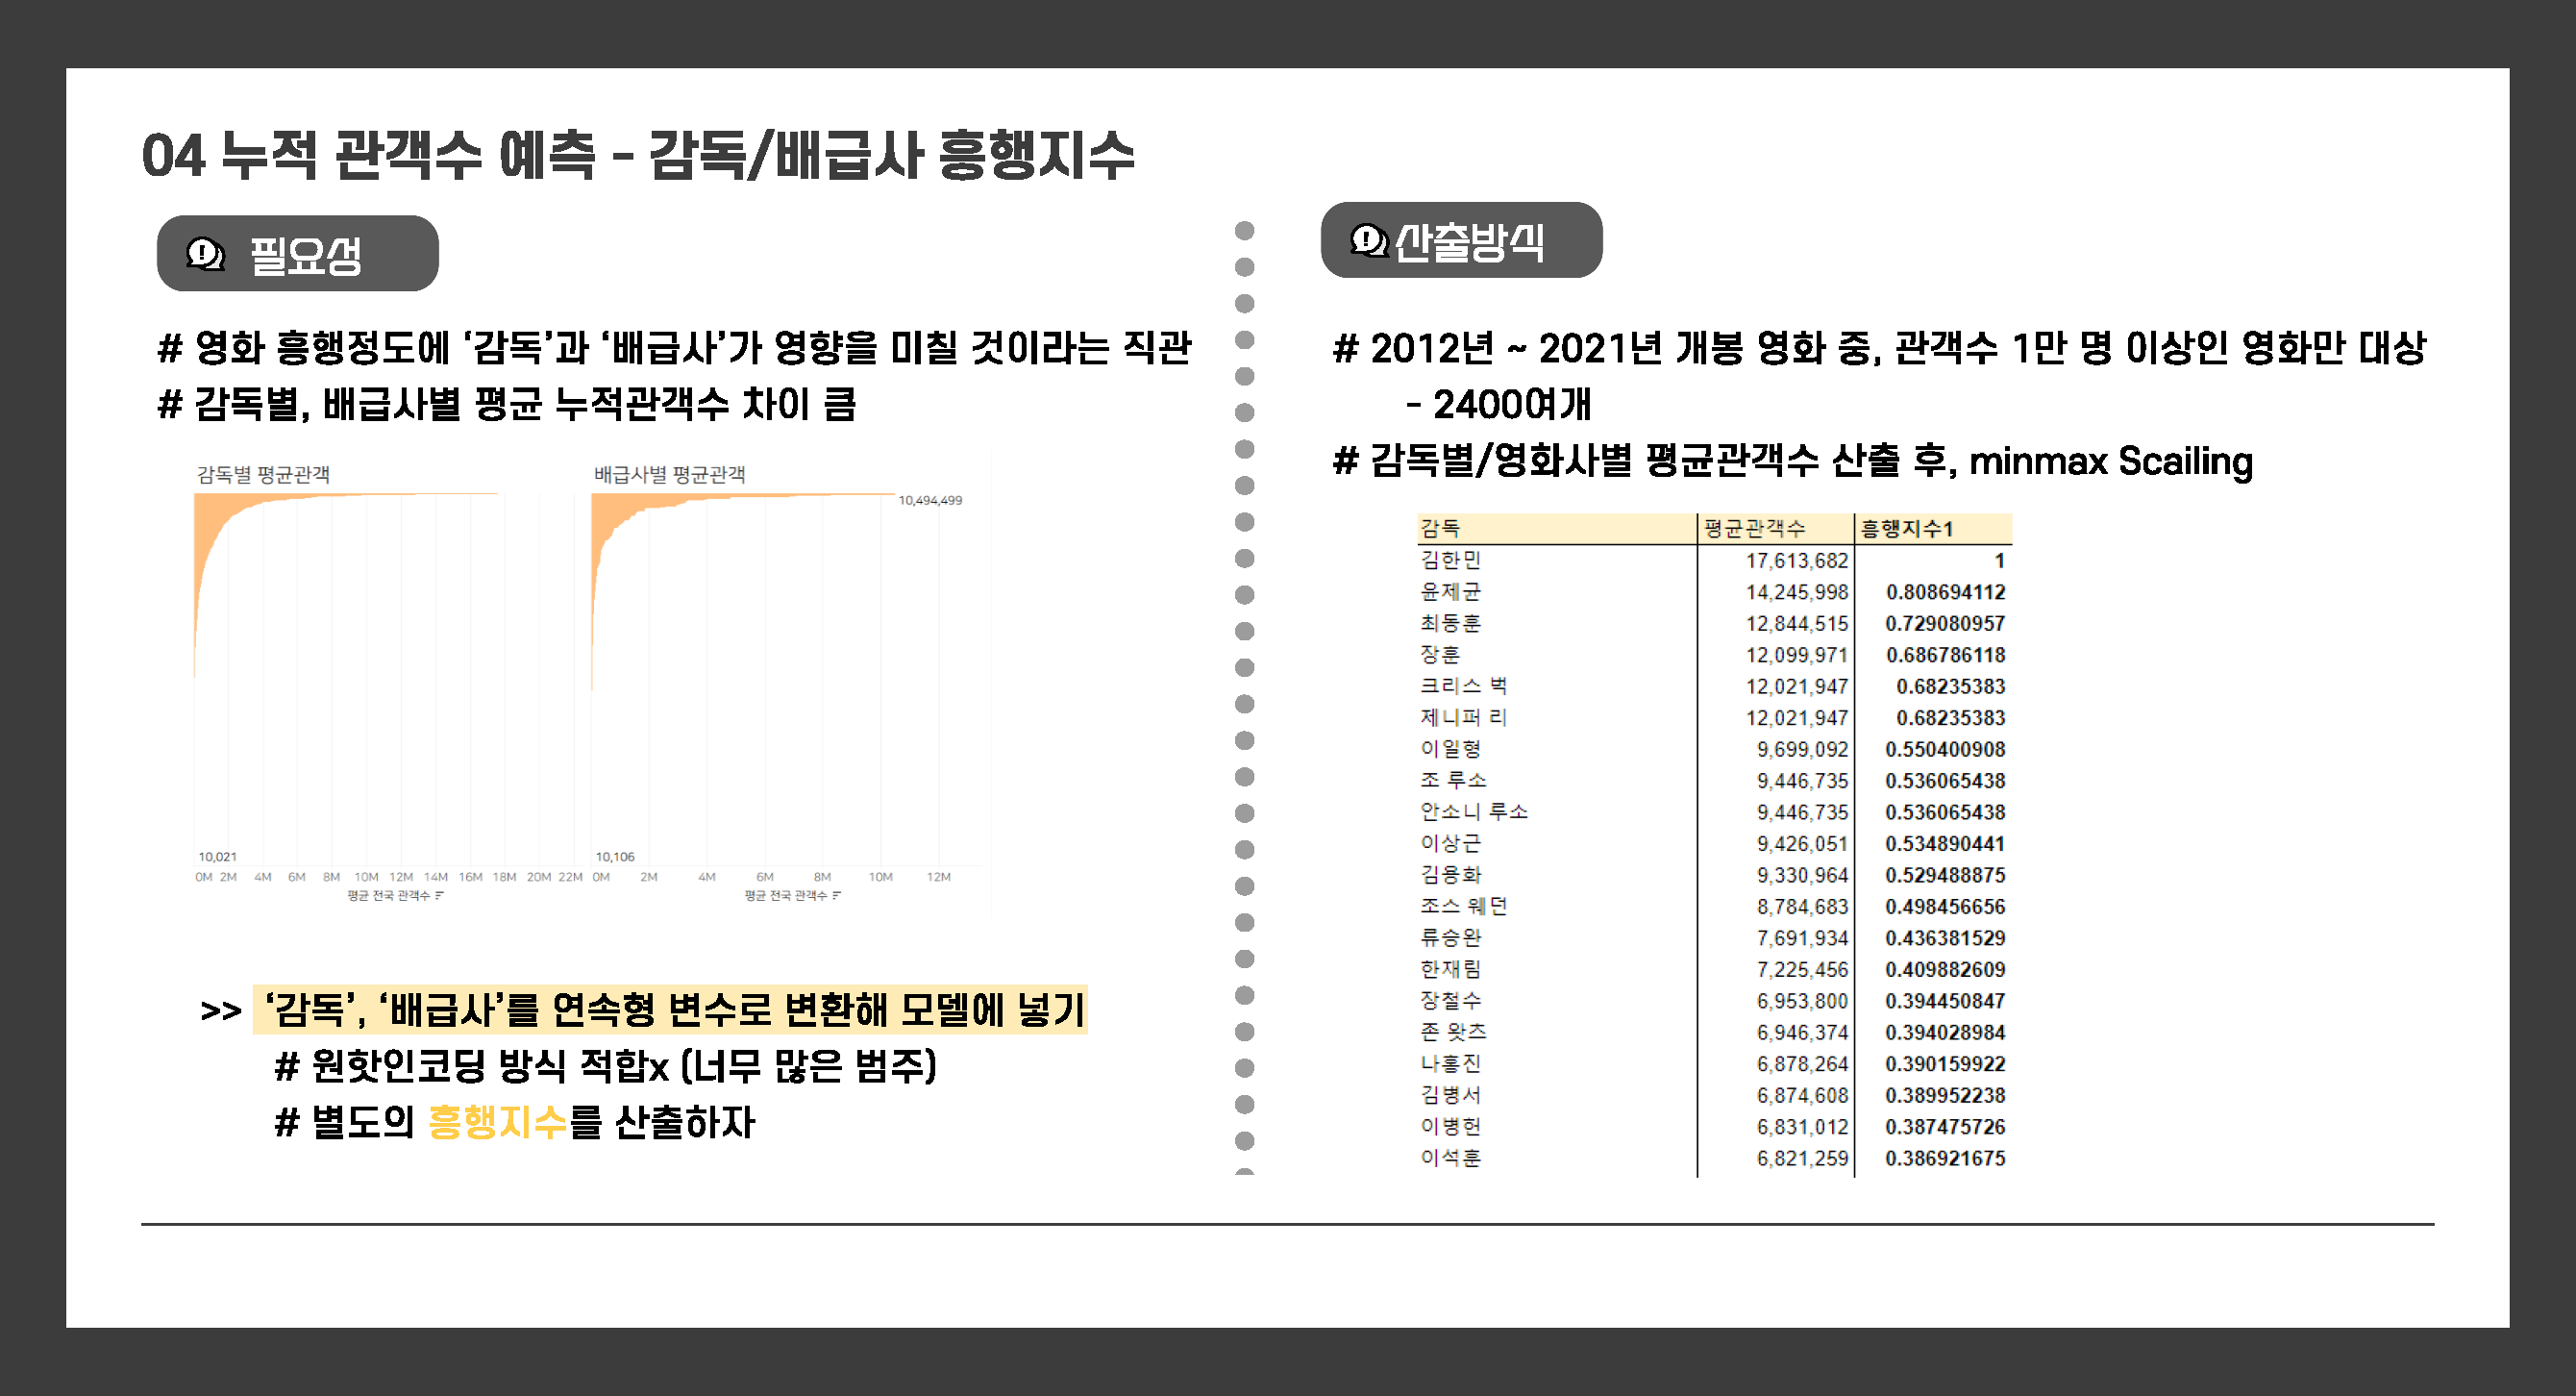 04 누적 관객수 예측 - 감독/배급사 흥행지수
필요성
# 영화 흥행정도에 ‘감독’과 ‘배급사’가 영향을 미칠 것이라는 직관
# 감독별, 배급사별 평균 누적관객수 차이 큼
감독별 평균관객
배급사별 평균관객
10,494,499
10,021
10,106
0M 2M 4M 6M 8M 10M 12M 14M 16M 18M 20M 22M
0M 2M 4M 6M 8M 10M 12M
평균 전국 관객수
평균 전국 관객수
>> ‘감독’, ‘배급사’를 연속형 변수로 변환해 모델에 넣기
# 원핫인코딩 방식 적합x (너무 많은 범주)
# 별도의 흥행지수를 산출하자
산출방식
# 2012년 ~ 2021년 개봉 영화 중, 관객수 1만 명 이상인 영화만 대상
- 2400여개
# 감독별/영화사별 평균관객수 산출 후, minmax Scailing
감독 평균관객수 흥행지수1
김한민 17,613,682 1
윤제균 14,245,998 0.808694112
최동훈 12,844,515 0.729080957
장훈 12,099,971 0.686786118
크리스 벅 12,021,947 0.68235383
제니퍼 리 12,021,947 0.68235383
이일형 9,699,092 0.550400908
조 루소 9,446,735 0.536065438
안소니 루소 9,446,735 0.536065438
이상근 9,426,051 0.534890441
김용화 9,330,964 0.529488875
조스 웨던 8,784,683 0.498456656
류승완 7,691,934 0.436381529
한재림 7,225,456 0.409882609
장철수 6,953,800 0.394450847
존 왓츠 6,946,374 0.394028984
나홍진 6,878,264 0.390159922
김병서 6,874,608 0.389952238
이병헌 6,831,012 0.387475726
이석훈 6,821,259 0.386921675